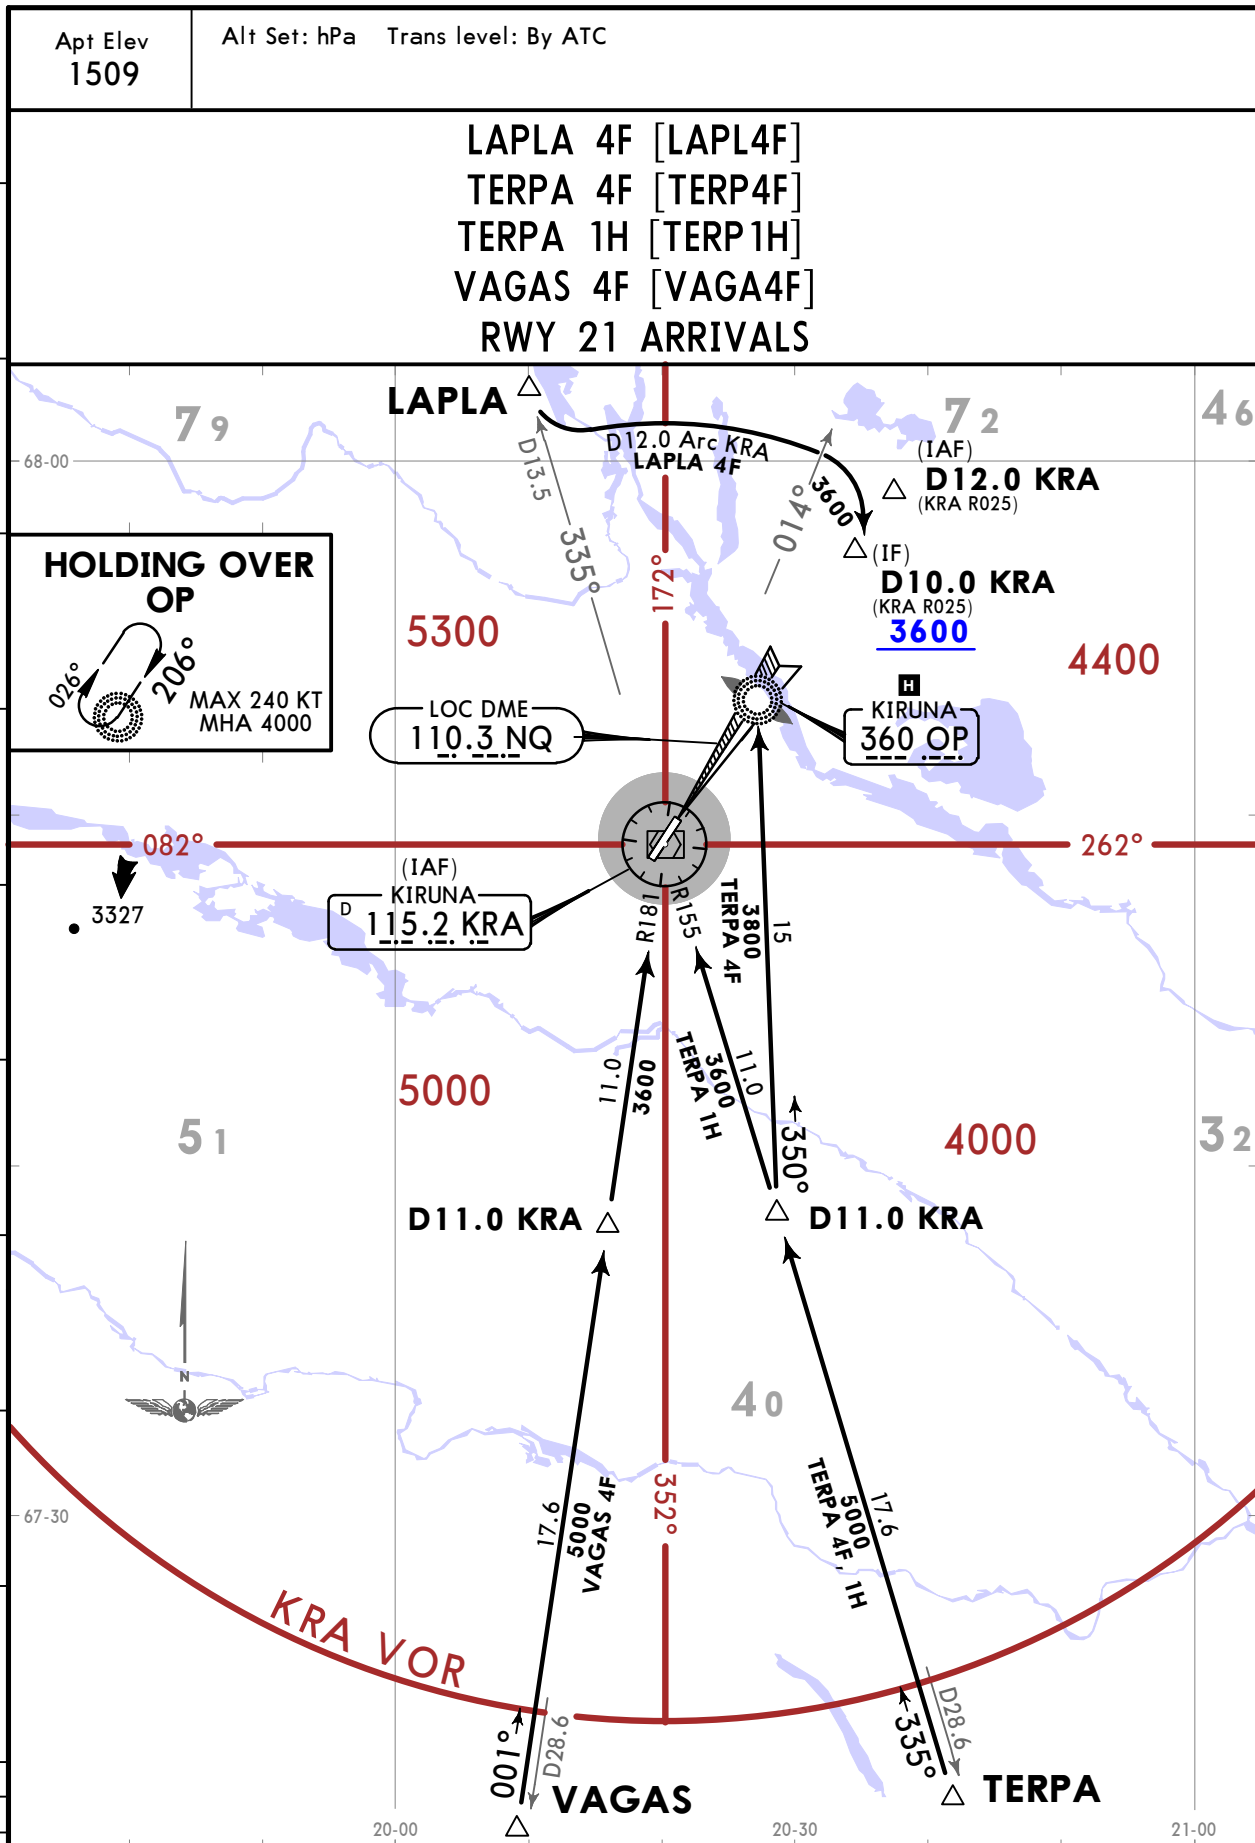 Apt Elev
1509
Alt Set: hPa Trans level: By ATC
LAPLA 4F [LAPL4F]
TERPA 4F [TERP4F]
TERPA 1H [TERP1H]
VAGAS 4F [VAGA4F]
RWY 21 ARRIVALS
79
LAPLA
72
46
D12.0 Arc KRA
LAPLA 4F
68-00
D13.5
335°
014°
3600
(IAF)
D12.0 KRA
(KRA R025)
(IF)
D10.0 KRA
(KRA R025)
3600
HOLDING OVER
OP
026°
206°
MAX 240 KT
MHA 4000
172°
5300
4400
LOC DME
110.3 NQ
H
KIRUNA
360 OP
082°
262°
3327
(IAF)
KIRUNA
D 115.2 KRA
R181
R155
3800
TERPA 4F
15
11.0
3600
3600
TERPA 1H
11.0
350°
5000
51
4000
32
D11.0 KRA
D11.0 KRA
N
40
67-30
17.6
5000
VAGAS 4F
352°
17.6
5000
TERPA 4F, 1H
KRA VOR
001°
D28.6
VAGAS
335°
D28.6
TERPA
20-00
20-30
21-00